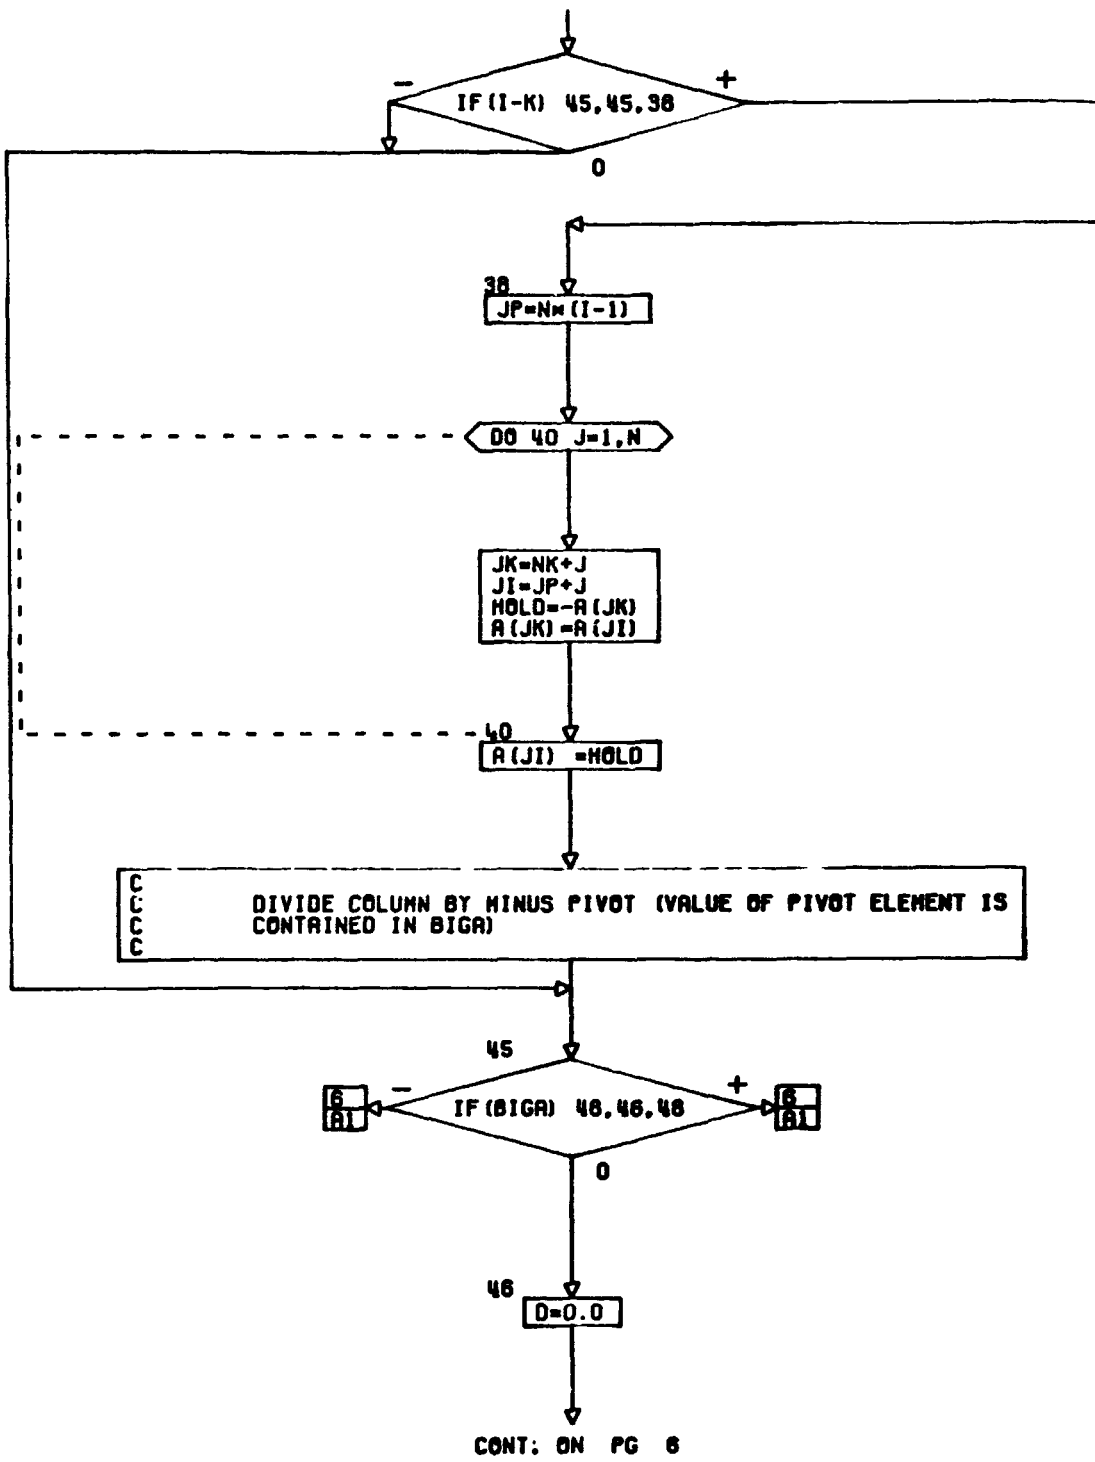 -
+
IF(I-K) 45,45,38
0
38
JP=N*(I-1)
DO 40 J=1,N
JK=NK+J
JI=JP+J
HOLD=-A(JK)
A(JK)=A(JI)
40
A(JI) =HOLD
C
C DIVIDE COLUMN BY MINUS PIVOT (VALUE OF PIVOT ELEMENT IS
C CONTAINED IN BIGA)
C
45
-
+
6
A1
IF(BIGA) 48,46,48
6
A1
0
46
D=0.0
CONT. ON PG 6